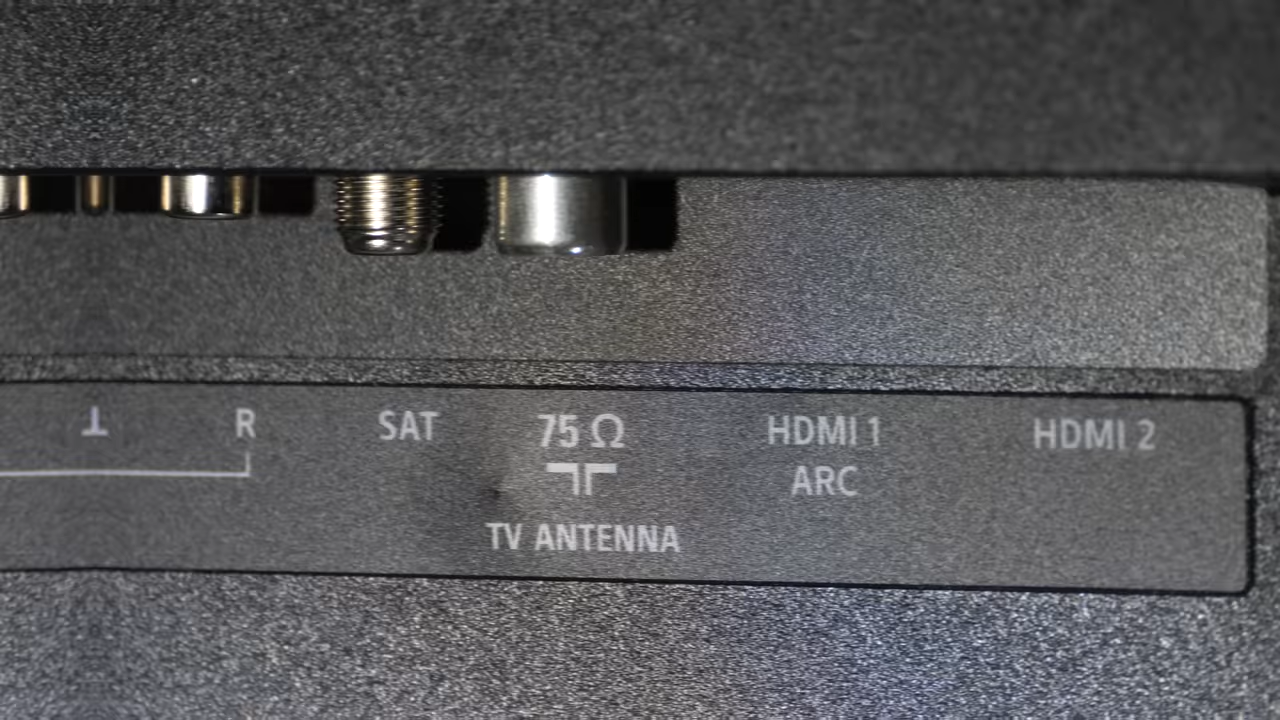 R SAT 75 Ω HDMI 1 HDMI 2
ARC
TV ANTENNA